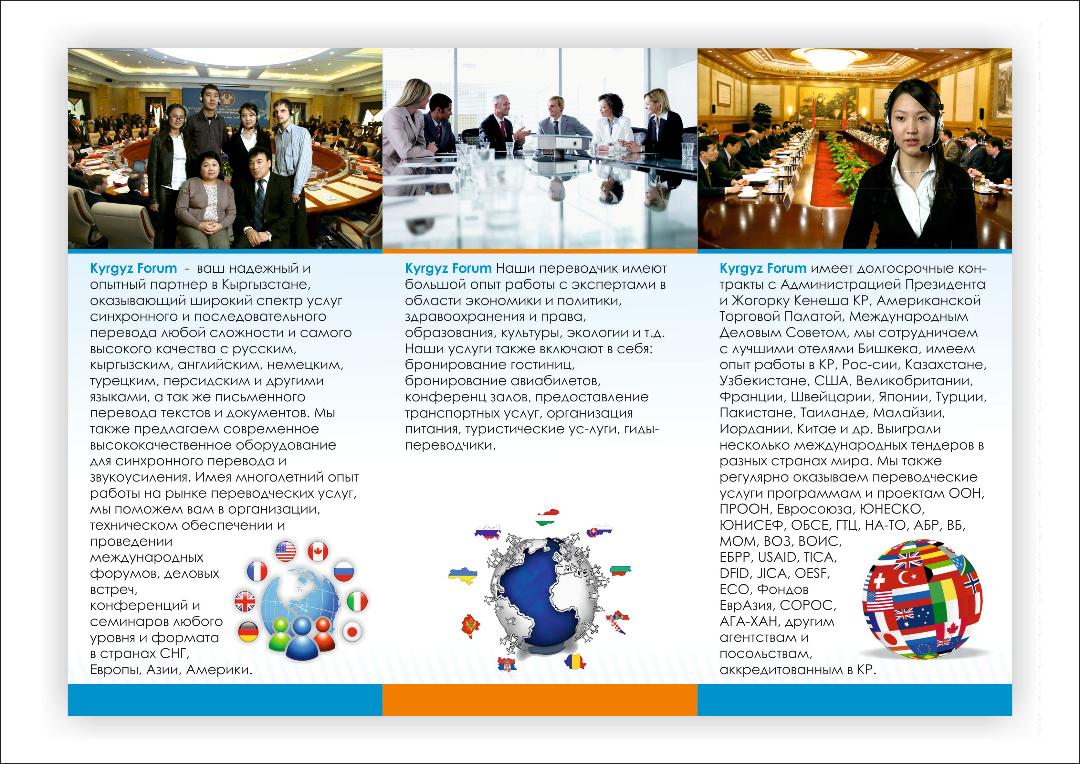 Kyrgyz Forum - ваш надежный и
опытный партнер в Кыргызстане,
оказывающий широкий спектр услуг
синхронного и последовательного
перевода любой сложности и самого
высокого качества с русским,
кыргызским, английским, немецким,
турецким, персидским и другими
языками, а так же письменного
перевода текстов и документов. Мы
также предлагаем современное
высококачественное оборудование
для синхронного перевода и
звукоусиления. Имея многолетний опыт
работы на рынке переводческих услуг,
мы поможем вам в организации,
техническом обеспечении и
проведении
международных
форумов, деловых
встреч,
конференций и
семинаров любого
уровня и формата
в странах СНГ,
Европы, Азии, Америки.
Kyrgyz Forum Наши переводчик имеют
большой опыт работы с экспертами в
области экономики и политики,
здравоохранения и права,
образования, культуры, экологии и т.д.
Наши услуги также включают в себя:
бронирование гостиниц,
бронирование авиабилетов,
конференц залов, предоставление
транспортных услуг, организация
питания, туристические ус-луги, гиды-
переводчики.
Kyrgyz Forum имеет долгосрочные кон-
тракты с Администрацией Президента
и Жогорку Кенеша КР, Американской
Торговой Палатой, Международным
Деловым Советом, мы сотрудничаем
с лучшими отелями Бишкека, имеем
опыт работы в КР, Рос-сии, Казахстане,
Узбекистане, США, Великобритании,
Франции, Швейцарии, Японии, Турции,
Пакистане, Таиланде, Малайзии,
Иордании, Китае и др. Выиграли
несколько международных тендеров в
разных странах мира. Мы также
регулярно оказываем переводческие
услуги программам и проектам ООН,
ПРООН, Евросоюза, ЮНЕСКО,
ЮНИСЕФ, ОБСЕ, ГТЦ, НА-ТО, АБР, ВБ,
МОМ, ВОЗ, ВОИС,
ЕБРР, USAID, TICA,
DFID, JICA, OESF,
ECO, Фондов
ЕврАзия, СОРОС,
АГА-ХАН, другим
агентствам и
посольствам,
аккредитованным в КР.